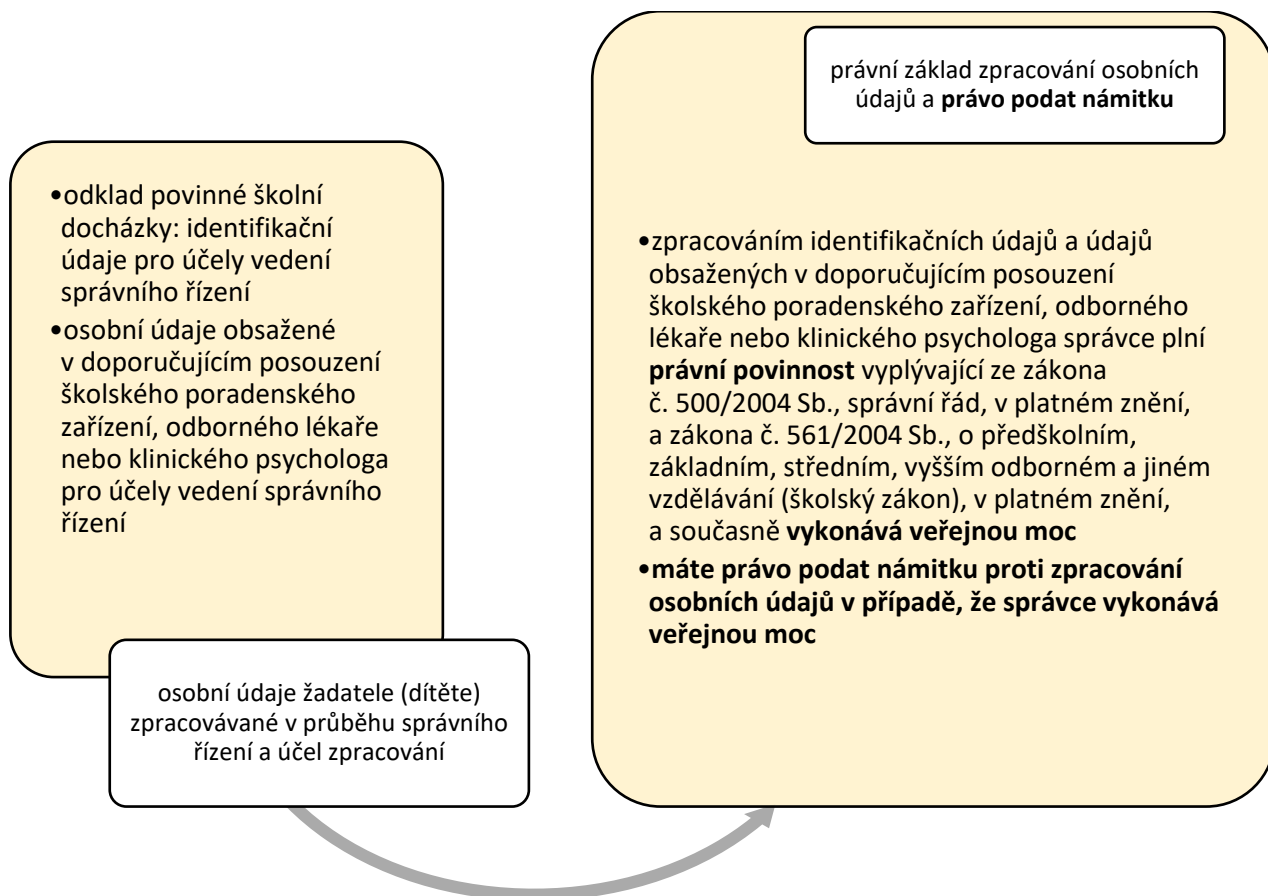 •odklad povinné školní
docházky: identifikační
údaje pro účely vedení
správního řízení
•osobní údaje obsažené
v doporučujícím posouzení
školského poradenského
zařízení, odborného lékaře
nebo klinického psychologa
pro účely vedení správního
řízení
osobní údaje žadatele (dítěte)
zpracovávané v průběhu správního
řízení a účel zpracování
právní základ zpracování osobních
údajů a právo podat námitku
•zpracováním identifikačních údajů a údajů
obsažených v doporučujícím posouzení
školského poradenského zařízení, odborného
lékaře nebo klinického psychologa správce plní
právní povinnost vyplývající ze zákona
č. 500/2004 Sb., správní řád, v platném znění,
a zákona č. 561/2004 Sb., o předškolním,
základním, středním, vyšším odborném a jiném
vzdělávání (školský zákon), v platném znění,
a současně vykonává veřejnou moc
•máte právo podat námitku proti zpracování
osobních údajů v případě, že správce vykonává
veřejnou moc